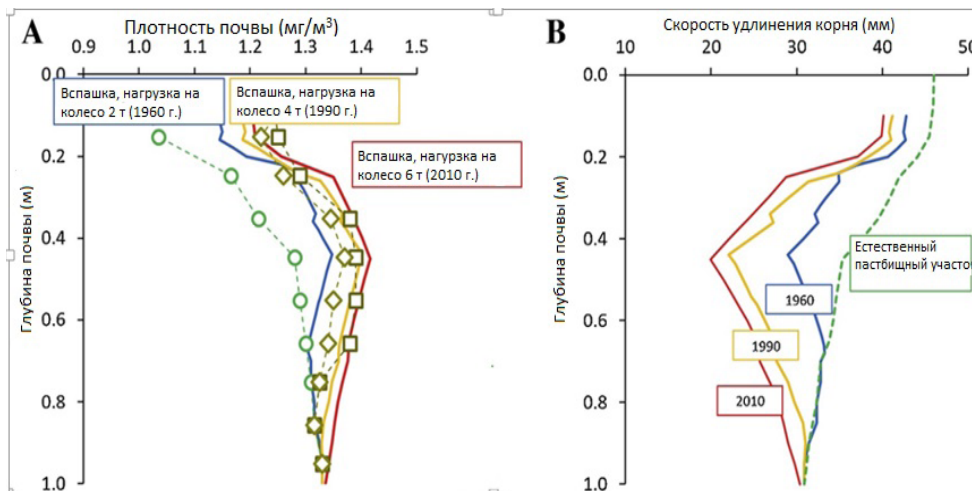 A
Плотность почвы (мг/м³)
0.9 1.0 1.1 1.2 1.3 1.4 1.5
Глубина почвы (м)
0.0
0.2
0.4
0.6
0.8
1.0
Вспашка, нагрузка на
колесо 2 т (1960 г.)
Вспашка, нагрузка на
колесо 4 т (1990 г.)
Вспашка, нагурзка на
колесо 6 т (2010 г.)
B
Скорость удлинения корня (мм)
10 20 30 40 50
Глубина почвы (м)
0.0
0.2
0.4
0.6
0.8
1.0
Естественный
пастбищный участо
1960
1990
2010